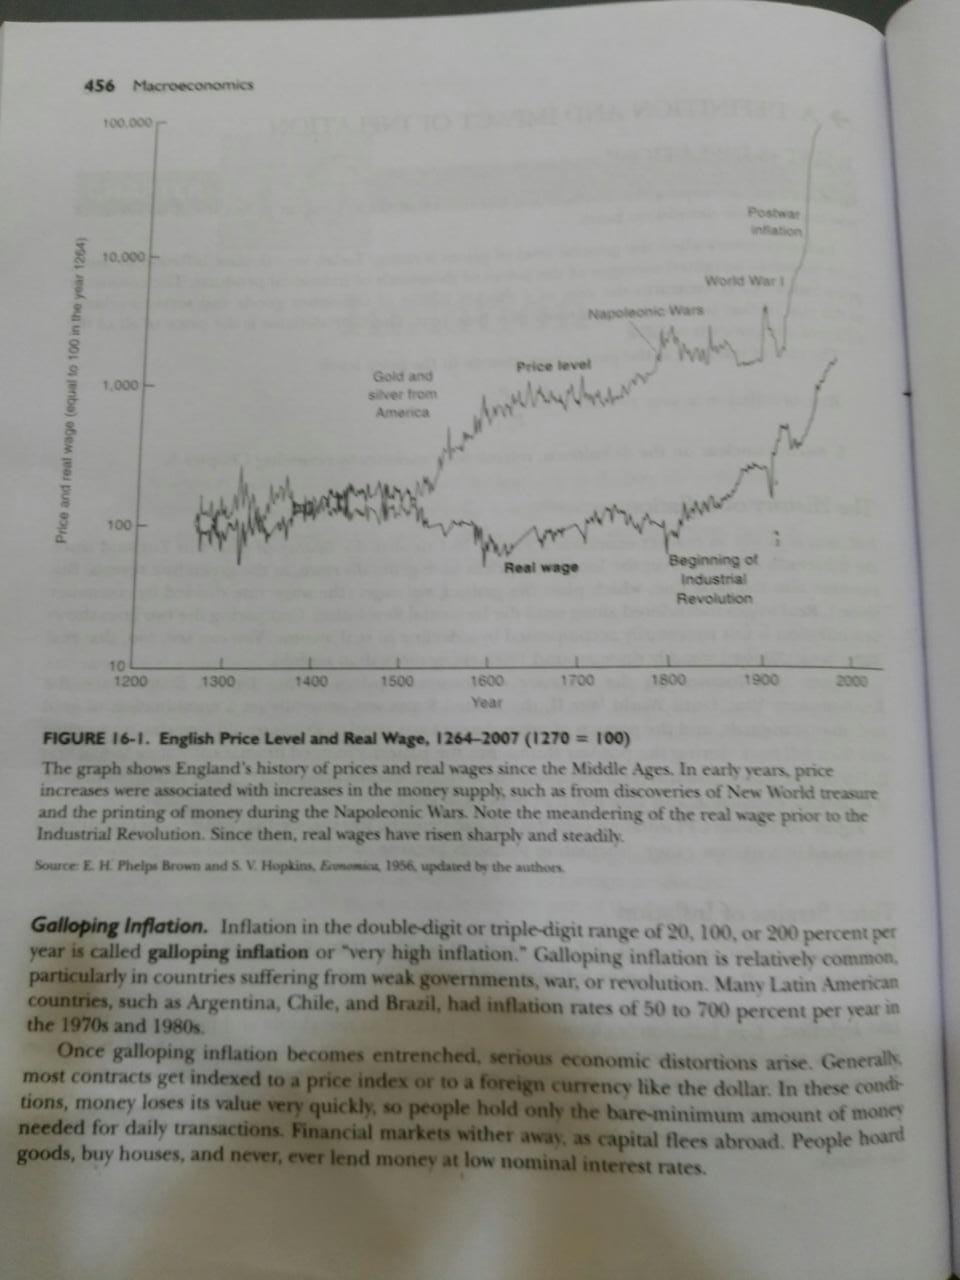 456 Macroeconomics
100,000
10,000
1,000
100
10
Price and real wage (equal to 100 in the year 1264)
Postwar
inflation
World War I
Napoleonic Wars
Price level
Gold and
silver from
America
Real wage
Beginning of
Industrial
Revolution
1200 1300 1400 1500 1600 1700 1800 1900 2000
Year
FIGURE 16-1. English Price Level and Real Wage, 1264–2007 (1270 = 100)
The graph shows England's history of prices and real wages since the Middle Ages. In early years, price
increases were associated with increases in the money supply, such as from discoveries of New World treasure
and the printing of money during the Napoleonic Wars. Note the meandering of the real wage prior to the
Industrial Revolution. Since then, real wages have risen sharply and steadily.
Source: E. H. Phelps Brown and S. V. Hopkins, Economica, 1956, updated by the authors.
Galloping Inflation. Inflation in the double-digit or triple-digit range of 20, 100, or 200 percent per
year is called galloping inflation or "very high inflation." Galloping inflation is relatively common,
particularly in countries suffering from weak governments, war, or revolution. Many Latin American
countries, such as Argentina, Chile, and Brazil, had inflation rates of 50 to 700 percent per year in
the 1970s and 1980s.
Once galloping inflation becomes entrenched, serious economic distortions arise. Generally,
most contracts get indexed to a price index or to a foreign currency like the dollar. In these condi-
tions, money loses its value very quickly, so people hold only the bare-minimum amount of money
needed for daily transactions. Financial markets wither away, as capital flees abroad. People hoard
goods, buy houses, and never, ever lend money at low nominal interest rates.